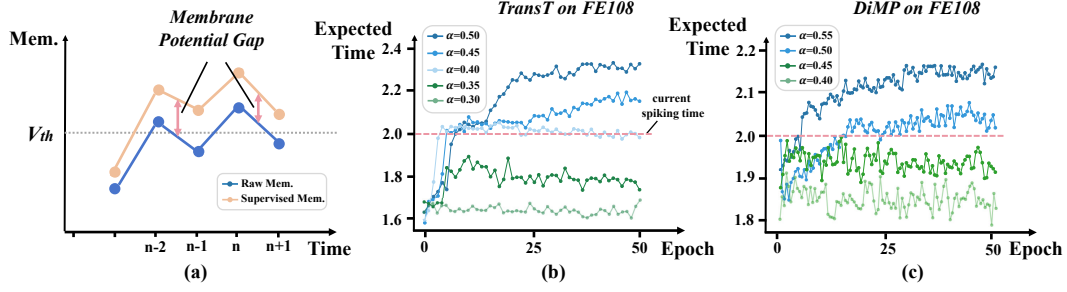 Mem.
Membrane
Potential Gap
V_th
Raw Mem.
Supervised Mem.
n-2
n-1
n
n+1
Time
(a)
TransT on FE108
Expected
Time
α=0.50
α=0.45
α=0.40
α=0.35
α=0.30
2.4
2.2
2.0
1.8
1.6
current
spiking time
0
25
50
Epoch
(b)
DiMP on FE108
Expected
Time
α=0.55
α=0.50
α=0.45
α=0.40
2.2
2.1
2.0
1.9
1.8
0
25
50
Epoch
(c)